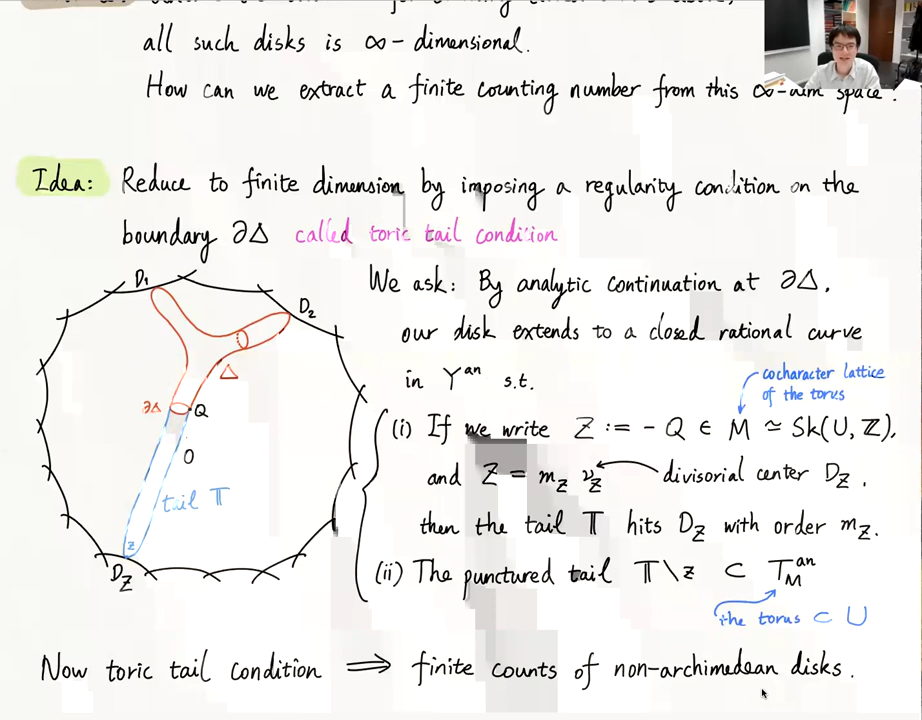 all such disks is ∞-dimensional.
How can we extract a finite counting number from this ∞-dim space?
Idea: Reduce to finite dimension by imposing a regularity condition on the
boundary ∂Δ called toric tail condition
D₁
D₂
Δ
∂Δ
Q
O
tail 𝕋
z
D_Z
We ask: By analytic continuation at ∂Δ,
our disk extends to a closed rational curve
in Y^an s.t.
cocharacter lattice
of the torus
(i) If we write Z := -Q ∈ M ≃ Sk(U, ℤ),
and Z = m_Z ν_Z divisorial center D_Z,
then the tail 𝕋 hits D_Z with order m_Z.
(ii) The punctured tail 𝕋\z ⊂ T_M^an
the torus ⊂ U
Now toric tail condition ⟹ finite counts of non-archimedean disks.